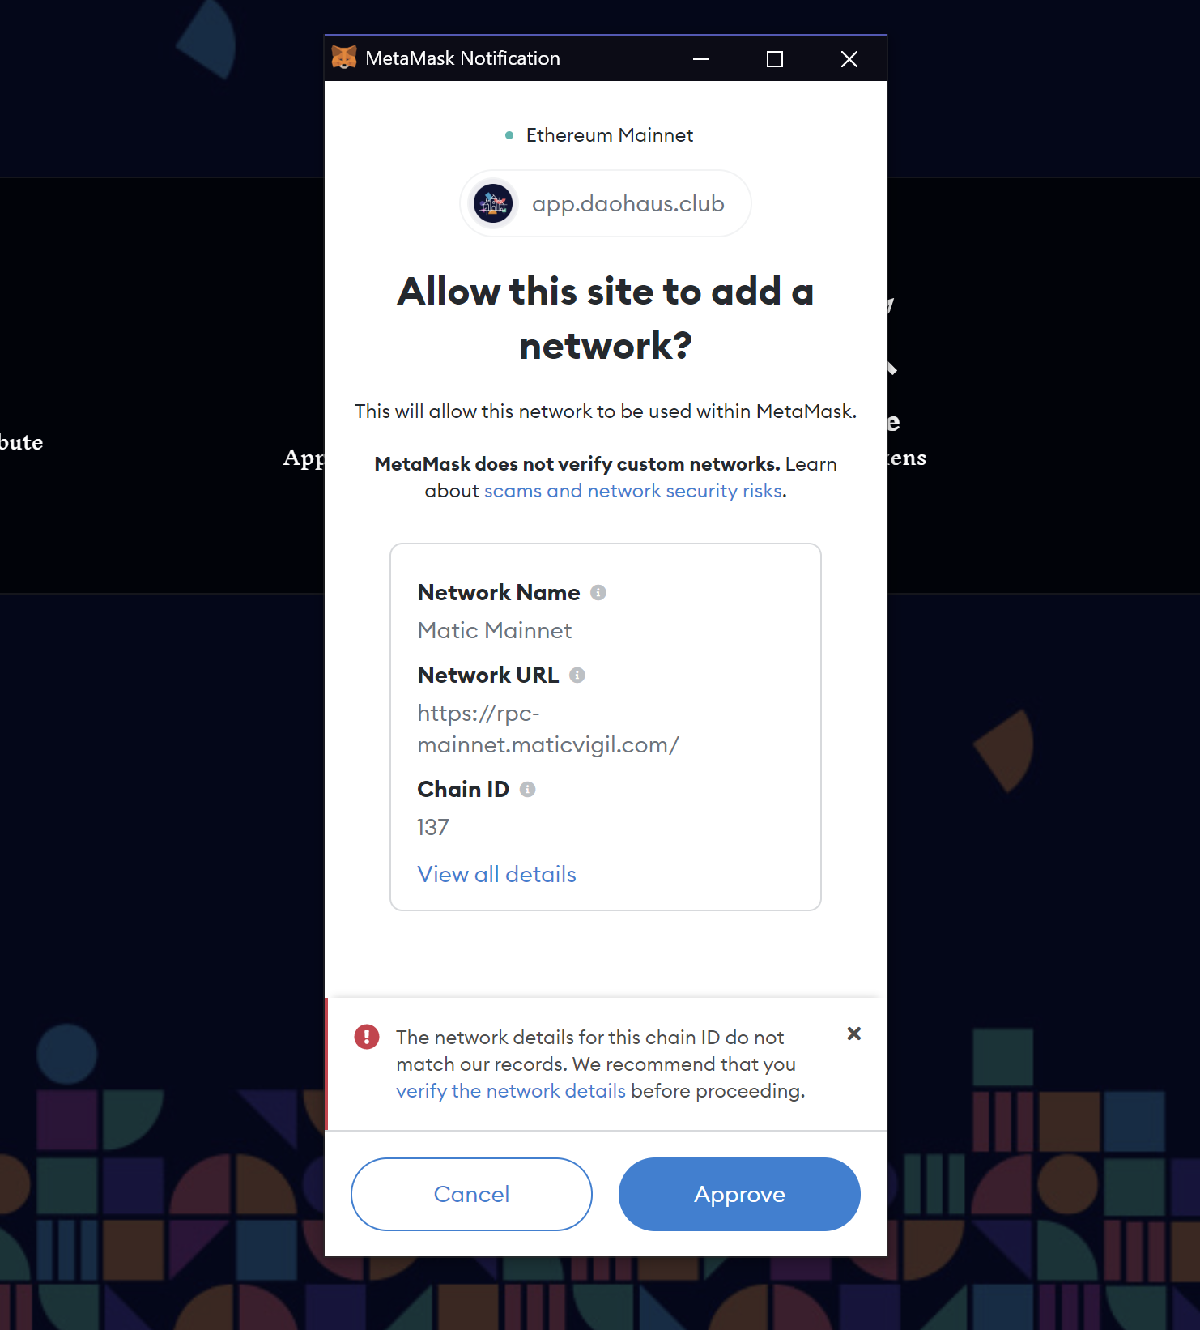 MetaMask Notification
Ethereum Mainnet
app.daohaus.club
Allow this site to add a
network?
This will allow this network to be used within MetaMask.
MetaMask does not verify custom networks. Learn
about scams and network security risks.
bute
App
e
ens
Network Name
Matic Mainnet
Network URL
https://rpc-
mainnet.maticvigil.com/
Chain ID
137
View all details
The network details for this chain ID do not
match our records. We recommend that you
verify the network details before proceeding.
Cancel
Approve